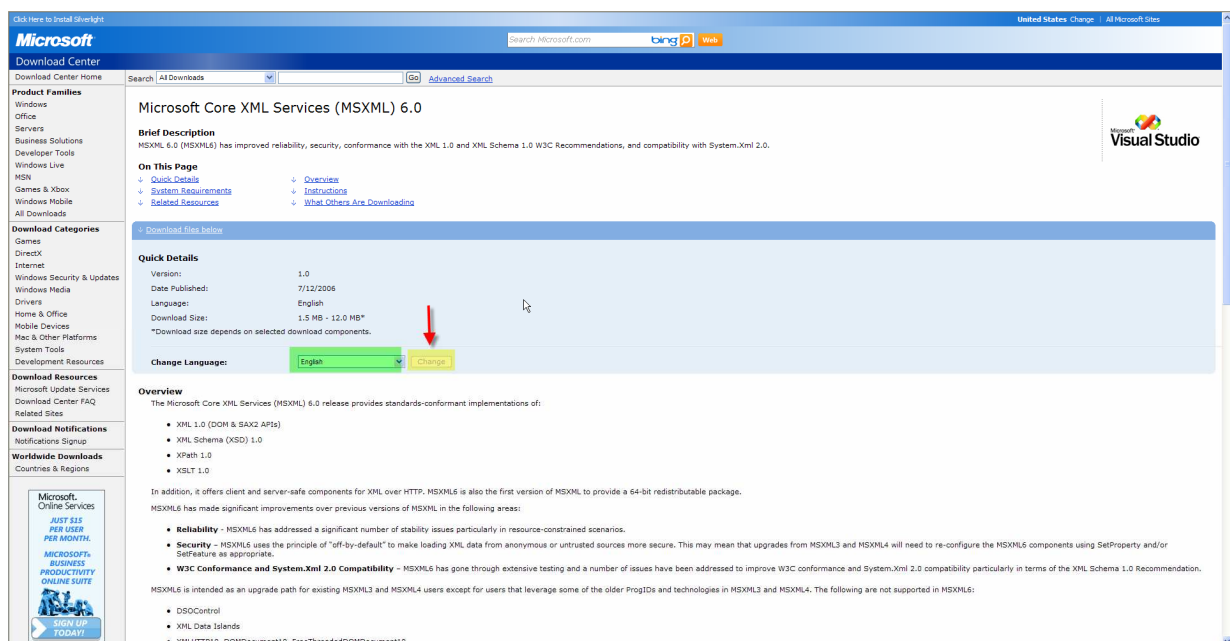 Click Here to Install Silverlight
United States Change | All Microsoft Sites
Microsoft
Search Microsoft.com
bing
Web
Download Center
Download Center Home
Search All Downloads Go Advanced Search
Product Families
Windows
Office
Servers
Business Solutions
Developer Tools
Windows Live
MSN
Games & Xbox
Windows Mobile
All Downloads
Download Categories
Games
DirectX
Internet
Windows Security & Updates
Windows Media
Drivers
Home & Office
Mobile Devices
Mac & Other Platforms
System Tools
Development Resources
Download Resources
Microsoft Update Services
Download Center FAQ
Related Sites
Download Notifications
Notifications Signup
Worldwide Downloads
Countries & Regions
Microsoft.
Online Services
JUST $15
PER USER
PER MONTH.
MICROSOFT®
BUSINESS
PRODUCTIVITY
ONLINE SUITE
SIGN UP
TODAY!
Microsoft Core XML Services (MSXML) 6.0
Microsoft
Visual Studio
Brief Description
MSXML 6.0 (MSXML6) has improved reliability, security, conformance with the XML 1.0 and XML Schema 1.0 W3C Recommendations, and compatibility with System.Xml 2.0.
On This Page
↓ Quick Details ↓ Overview
↓ System Requirements ↓ Instructions
↓ Related Resources ↓ What Others Are Downloading
↓ Download files below
Quick Details
Version: 1.0
Date Published: 7/12/2006
Language: English
Download Size: 1.5 MB - 12.0 MB*
*Download size depends on selected download components.
Change Language: English Change
Overview
The Microsoft Core XML Services (MSXML) 6.0 release provides standards-conformant implementations of:
• XML 1.0 (DOM & SAX2 APIs)
• XML Schema (XSD) 1.0
• XPath 1.0
• XSLT 1.0
In addition, it offers client and server-safe components for XML over HTTP. MSXML6 is also the first version of MSXML to provide a 64-bit redistributable package.
MSXML6 has made significant improvements over previous versions of MSXML in the following areas:
• Reliability - MSXML6 has addressed a significant number of stability issues particularly in resource-constrained scenarios.
• Security – MSXML6 uses the principle of "off-by-default" to make loading XML data from anonymous or untrusted sources more secure. This may mean that upgrades from MSXML3 and MSXML4 will need to re-configure the MSXML6 components using SetProperty and/or
SetFeature as appropriate.
• W3C Conformance and System.Xml 2.0 Compatibility – MSXML6 has gone through extensive testing and a number of issues have been addressed to improve W3C conformance and System.Xml 2.0 compatibility particularly in terms of the XML Schema 1.0 Recommendation.
MSXML6 is intended as an upgrade path for existing MSXML3 and MSXML4 users except for users that leverage some of the older ProgIDs and technologies in MSXML3 and MSXML4. The following are not supported in MSXML6:
• DSOControl
• XML Data Islands